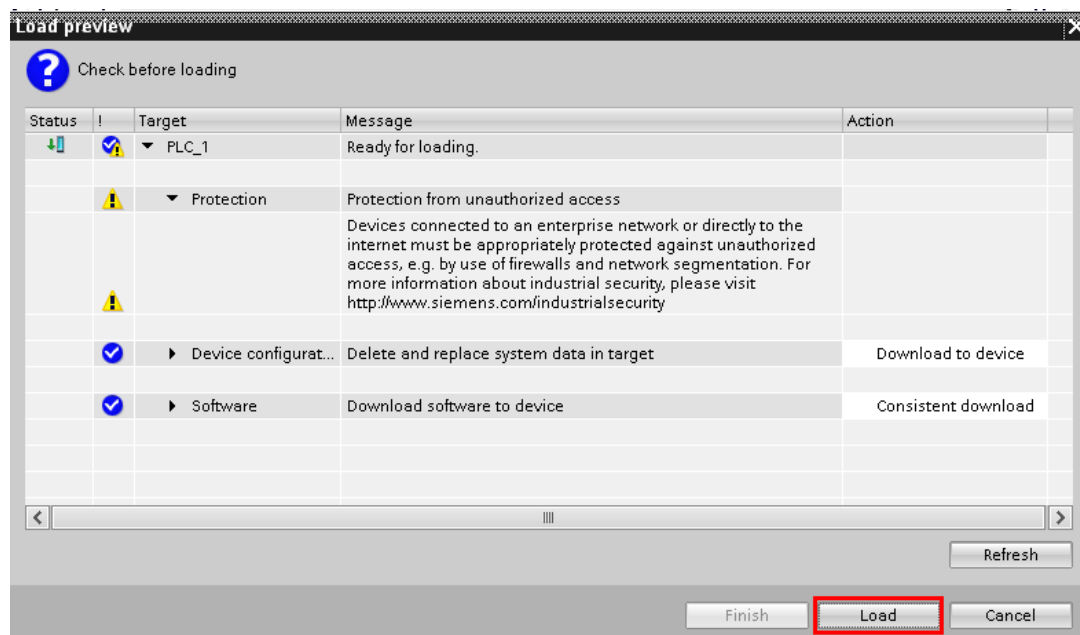 Load preview
Check before loading
Status ! Target Message Action
PLC_1 Ready for loading.
Protection Protection from unauthorized access
Devices connected to an enterprise network or directly to the
internet must be appropriately protected against unauthorized
access, e.g. by use of firewalls and network segmentation. For
more information about industrial security, please visit
http://www.siemens.com/industrialsecurity
Device configurat... Delete and replace system data in target Download to device
Software Download software to device Consistent download
Refresh
Finish Load Cancel